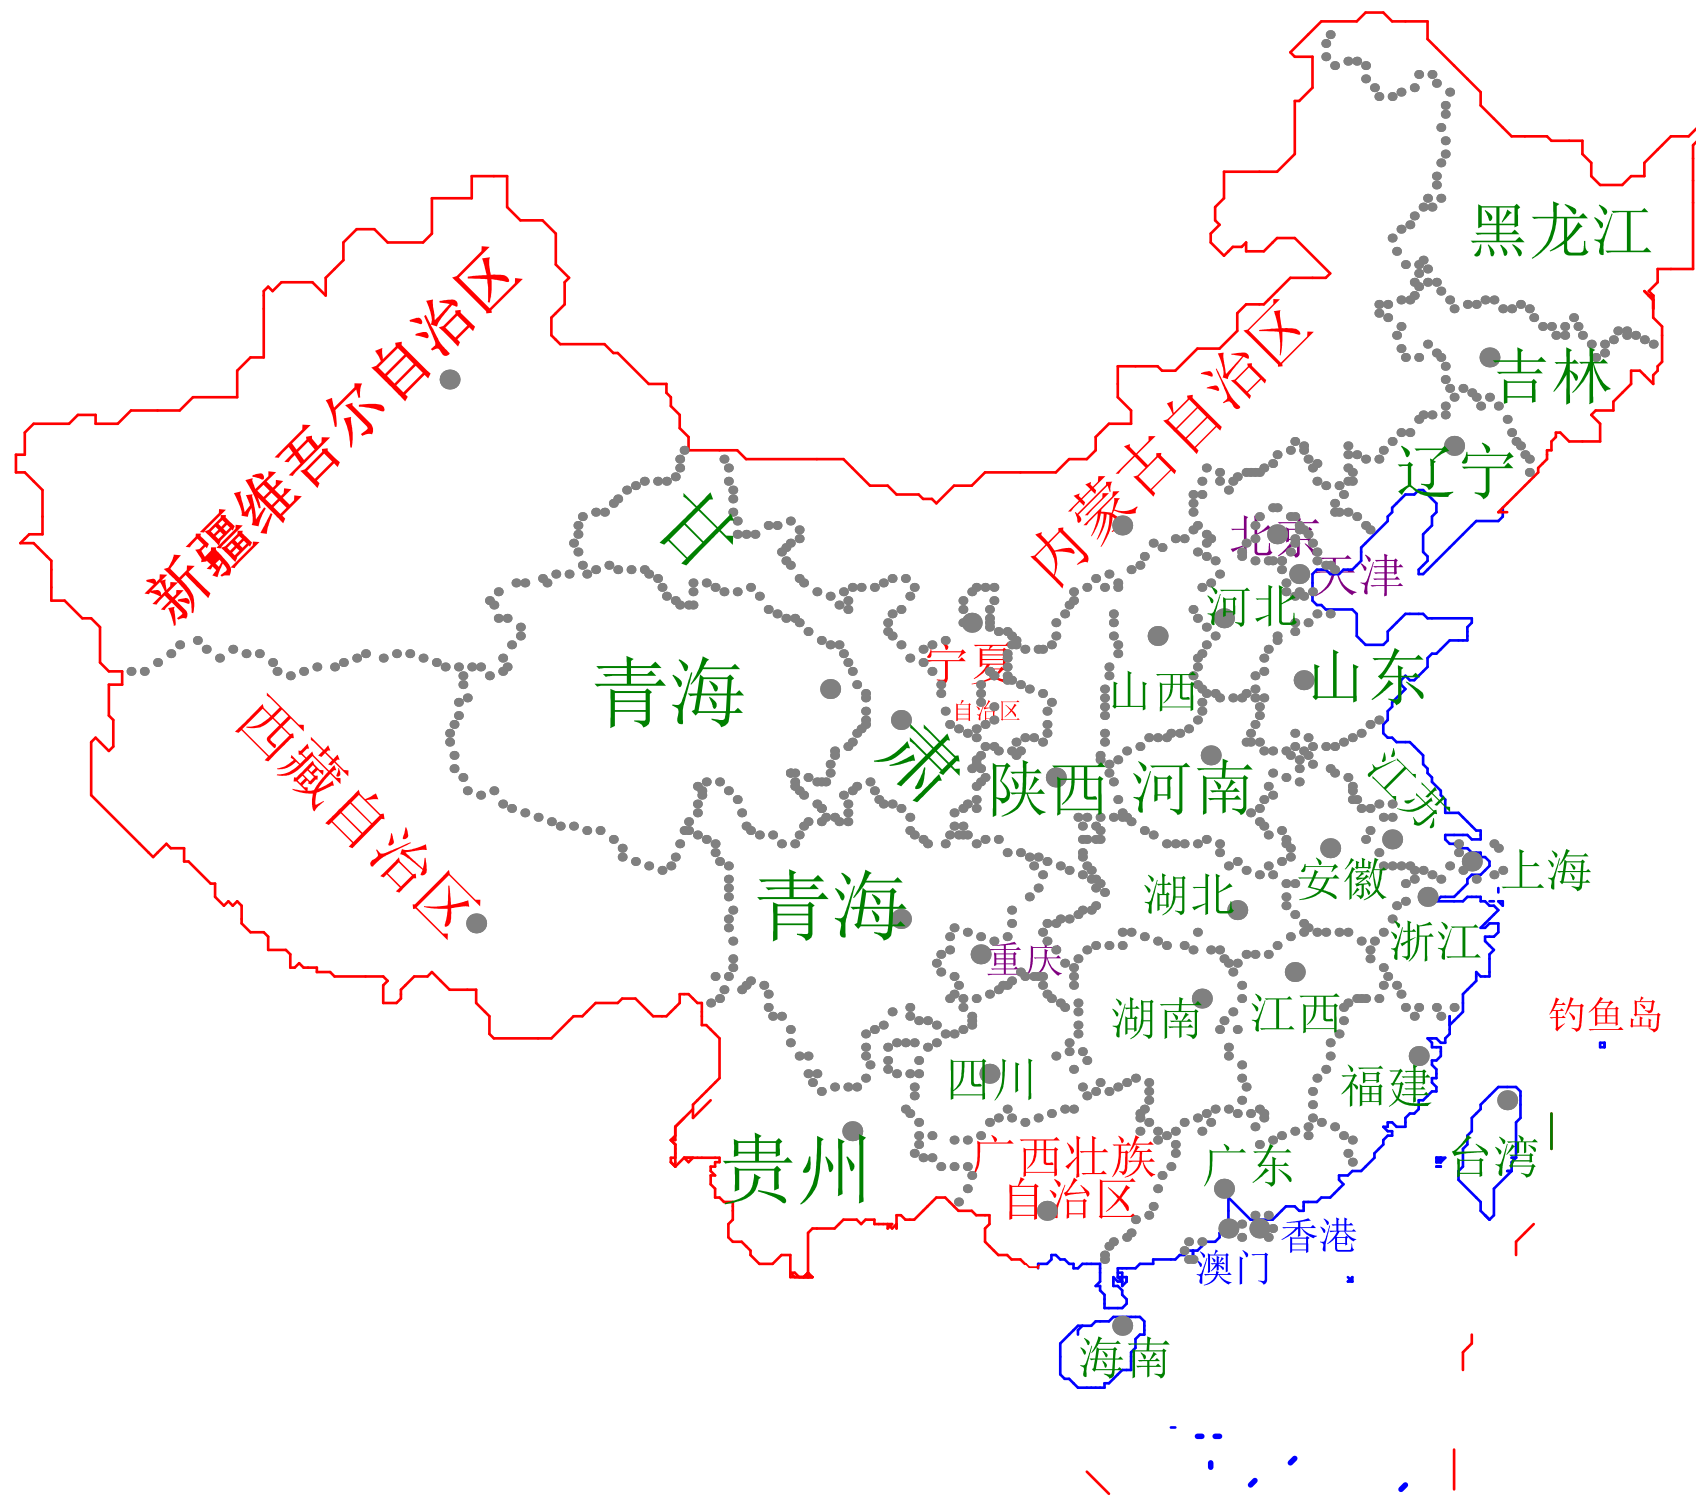 黑龙江
新疆维吾尔自治区
内蒙古自治区
吉林
辽宁
甘
肃
北京
天津
河北
宁夏
自治区
青海
山西
山东
西藏自治区
陕西
河南
江苏
安徽
上海
湖北
青海
浙江
重庆
湖南
江西
钓鱼岛
四川
福建
贵州
广西壮族
自治区
广东
台湾
香港
澳门
海南